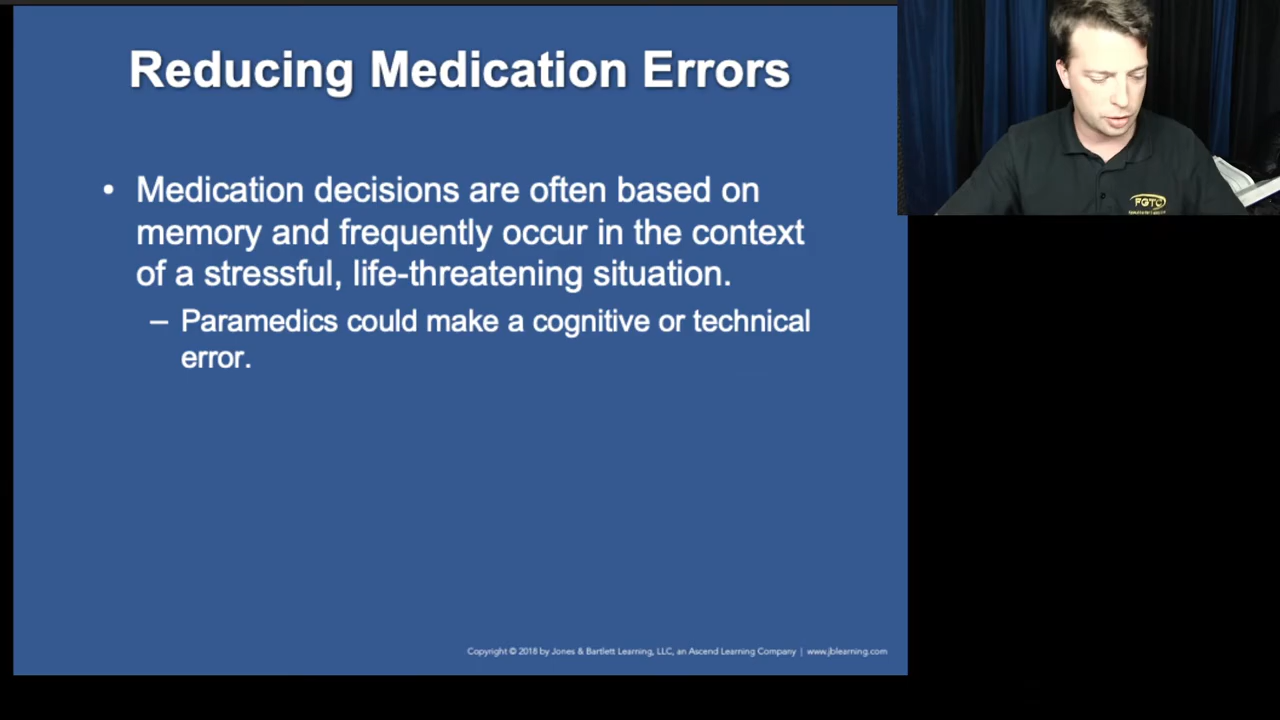 Reducing Medication Errors
• Medication decisions are often based on
memory and frequently occur in the context
of a stressful, life-threatening situation.
– Paramedics could make a cognitive or technical
error.
Copyright © 2018 by Jones & Bartlett Learning, LLC, an Ascend Learning Company | www.jblearning.com
FGTC